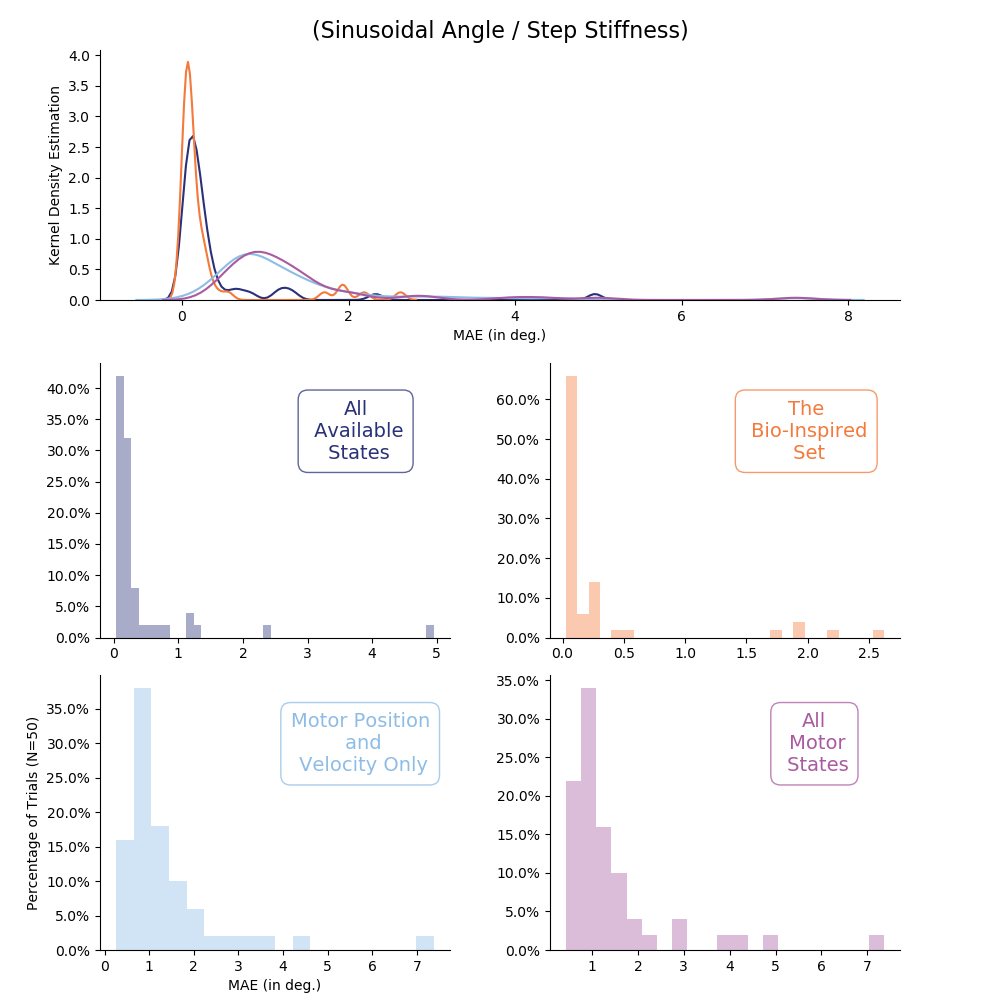 (Sinusoidal Angle / Step Stiffness)
Kernel Density Estimation
4.0
3.5
3.0
2.5
2.0
1.5
1.0
0.5
0.0
0 2 4 6 8
MAE (in deg.)
40.0%
35.0%
30.0%
25.0%
20.0%
15.0%
10.0%
5.0%
0.0%
0 1 2 3 4 5
All
Available
States
60.0%
50.0%
40.0%
30.0%
20.0%
10.0%
0.0%
0.0 0.5 1.0 1.5 2.0 2.5
The
Bio-Inspired
Set
Percentage of Trials (N=50)
35.0%
30.0%
25.0%
20.0%
15.0%
10.0%
5.0%
0.0%
0 1 2 3 4 5 6 7
MAE (in deg.)
Motor Position
and
Velocity Only
35.0%
30.0%
25.0%
20.0%
15.0%
10.0%
5.0%
0.0%
1 2 3 4 5 6 7
All
Motor
States